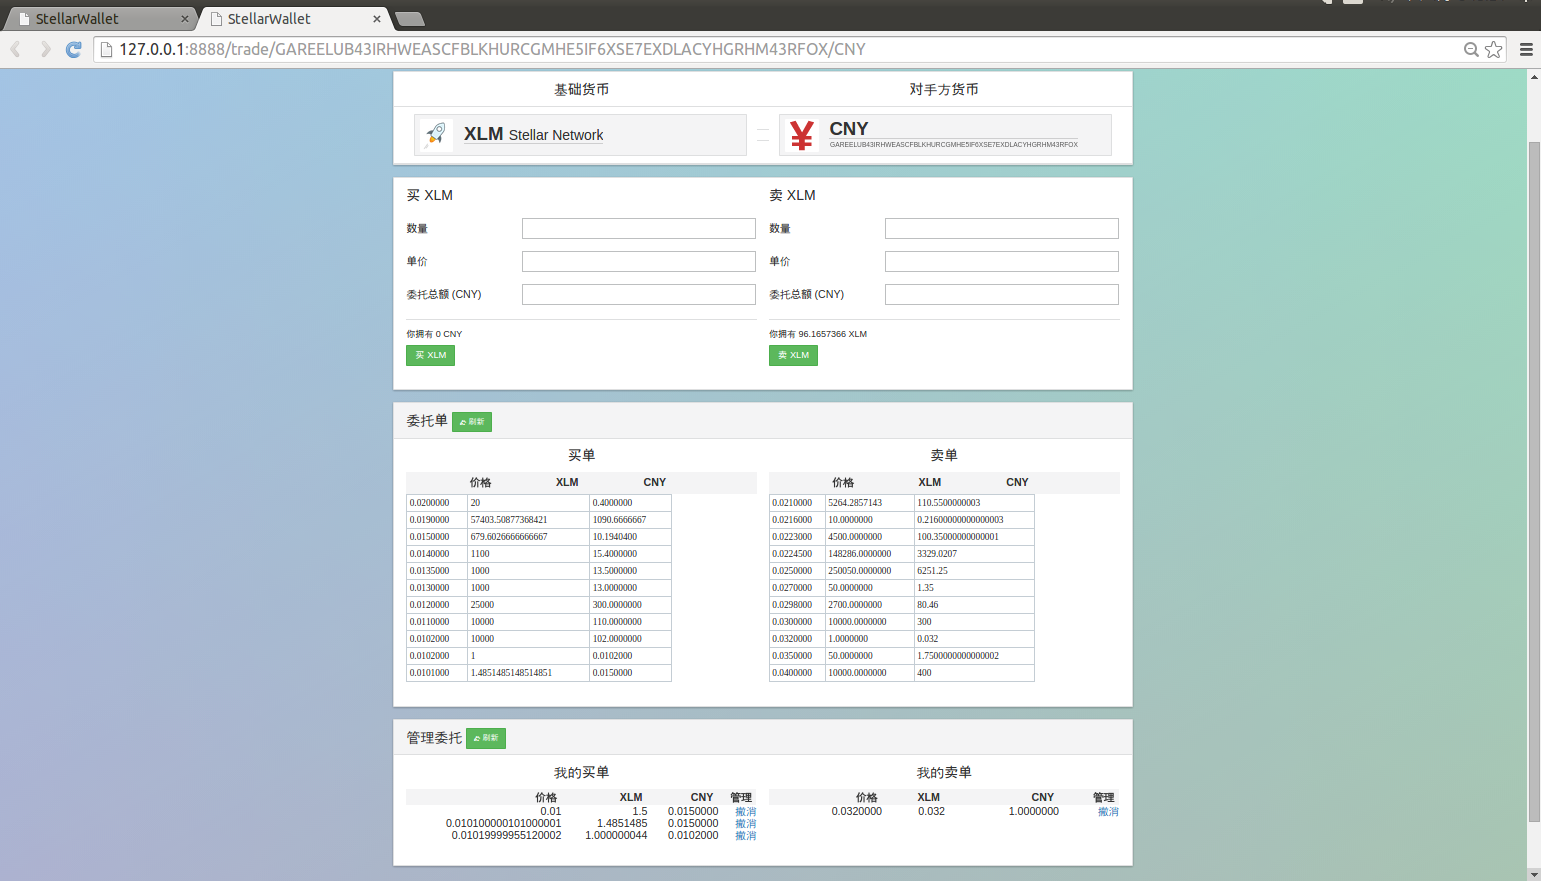 StellarWallet
StellarWallet
127.0.0.1:8888/trade/GAREELUB43IRHWEASCFBLKHURCGMHE5IF6XSE7EXDLACYHGRHM43RFOX/CNY
基础货币 对手方货币
XLM Stellar Network
CNY
GAREELUB43IRHWEASCFBLKHURCGMHE5IF6XSE7EXDLACYHGRHM43RFOX
买 XLM 卖 XLM
数量 数量
单价 单价
委托总额 (CNY) 委托总额 (CNY)
你拥有 0 CNY 你拥有 96.1657366 XLM
买 XLM 卖 XLM
委托单 刷新
买单 卖单
价格 XLM CNY 价格 XLM CNY
0.0200000 20 0.4000000 0.0210000 5264.2857143 110.5500000003
0.0190000 57403.50877368421 1090.6666667 0.0216000 10.0000000 0.21600000000000003
0.0150000 679.6026666666667 10.1940400 0.0223000 4500.0000000 100.35000000000001
0.0140000 1100 15.4000000 0.0224500 148286.0000000 3329.0207
0.0135000 1000 13.5000000 0.0250000 250050.0000000 6251.25
0.0130000 1000 13.0000000 0.0270000 50.0000000 1.35
0.0120000 25000 300.0000000 0.0298000 2700.0000000 80.46
0.0110000 10000 110.0000000 0.0300000 10000.0000000 300
0.0102000 10000 102.0000000 0.0320000 1.0000000 0.032
0.0102000 1 0.0102000 0.0350000 50.0000000 1.7500000000000002
0.0101000 1.4851485148514851 0.0150000 0.0400000 10000.0000000 400
管理委托 刷新
我的买单 我的卖单
价格 XLM CNY 管理 价格 XLM CNY 管理
0.01 1.5 0.0150000 撤消 0.0320000 0.032 1.0000000 撤消
0.010100000101000001 1.4851485 0.0150000 撤消
0.01019999955120002 1.000000044 0.0102000 撤消